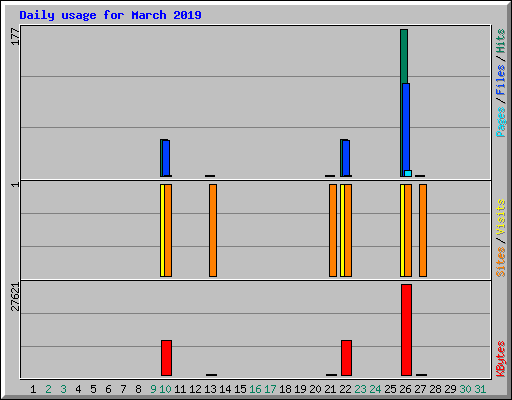 Daily usage for March 2019
177
Pages / Files / Hits
1
Sites / Visits
27621
KBytes
1 2 3 4 5 6 7 8 9 10 11 12 13 14 15 16 17 18 19 20 21 22 23 24 25 26 27 28 29 30 31